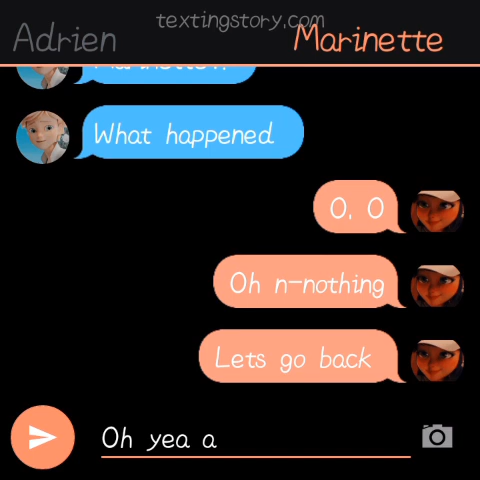 textingstory.com
Adrien
Marinette
What happened
O. O
Oh n-nothing
Lets go back
Oh yea a